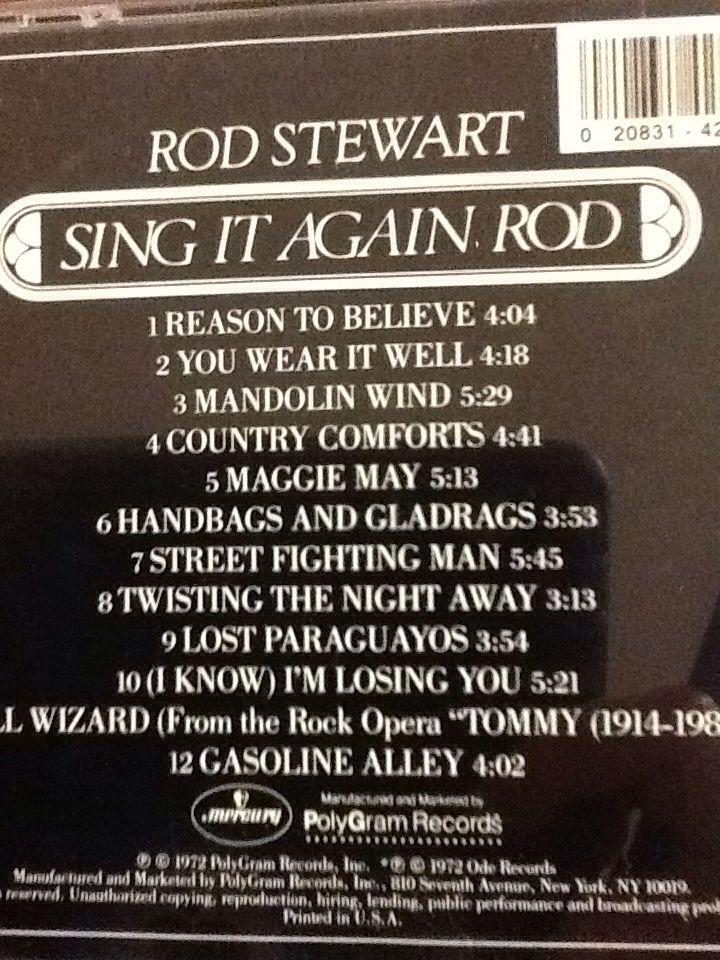 0 20831 - 42
ROD STEWART
SING IT AGAIN, ROD
1 REASON TO BELIEVE 4:04
2 YOU WEAR IT WELL 4:18
3 MANDOLIN WIND 5:29
4 COUNTRY COMFORTS 4:41
5 MAGGIE MAY 5:13
6 HANDBAGS AND GLADRAGS 3:53
7 STREET FIGHTING MAN 5:45
8 TWISTING THE NIGHT AWAY 3:13
9 LOST PARAGUAYOS 3:54
10 (I KNOW) I'M LOSING YOU 5:21
LL WIZARD (From the Rock Opera "TOMMY (1914-198
12 GASOLINE ALLEY 4:02
mercury
Manufactured and Marketed by
PolyGram Records
℗ © 1972 PolyGram Records, Inc. *℗ © 1972 Ode Records
Manufactured and Marketed by PolyGram Records, Inc., 810 Seventh Avenue, New York, NY 10019.
s reserved. Unauthorized copying, reproduction, hiring, lending, public performance and broadcasting prol
Printed in U.S.A.